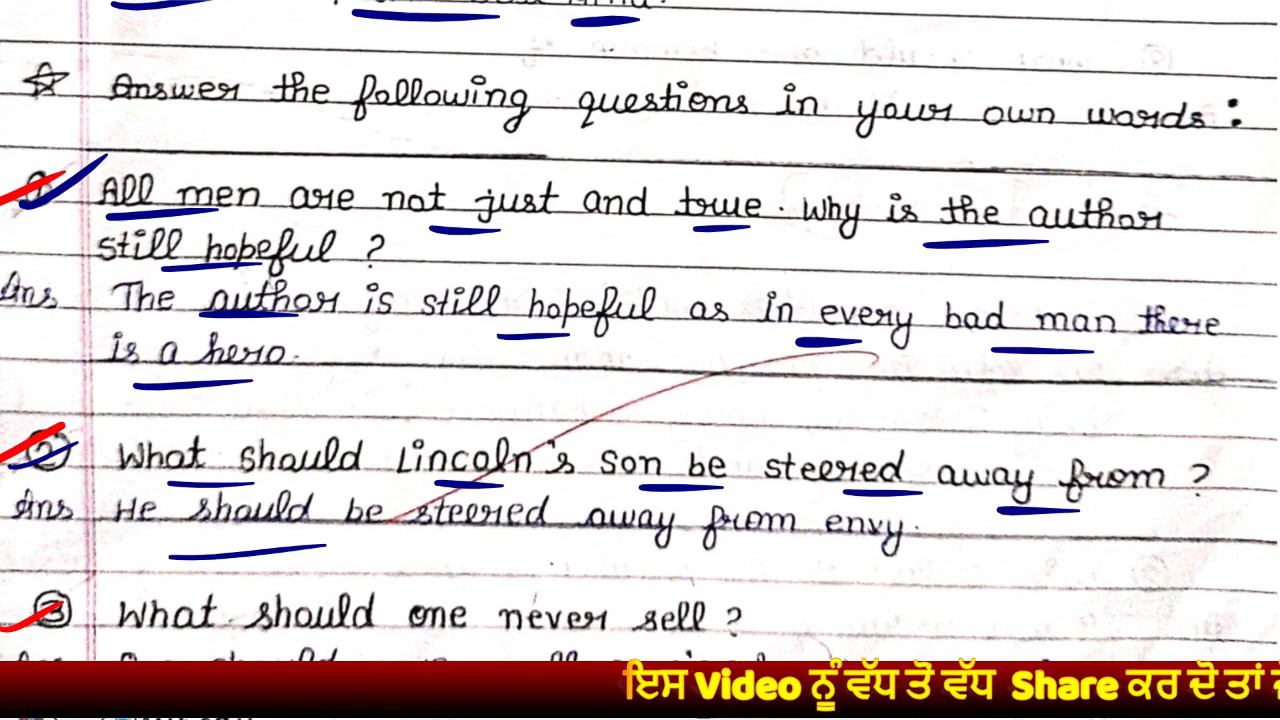 ☆ Answer the following questions in your own words:
① All men are not just and true. Why is the author
still hopeful ?
Ans The author is still hopeful as in every bad man there
is a hero.
② What should Lincoln's son be steered away from ?
Ans He should be steered away from envy.
③ What should one never sell ?
ਇਸ Video ਨੂੰ ਵੱਧ ਤੋਂ ਵੱਧ Share ਕਰ ਦੋ ਤਾਂ